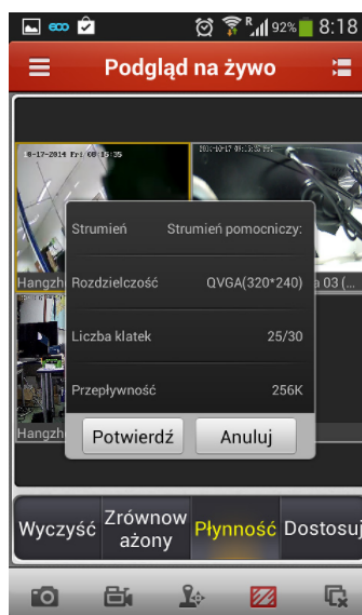 R 92% 8:18
Podgląd na żywo
10-17-2014 Fri 08:15:35
Strumień Strumień pomocniczy:
Hangzh Rozdzielczość QVGA(320*240) a 03 (...
Liczba klatek 25/30
Przepływność 256K
Hangzh Potwierdź Anuluj
Wyczyść Zrównow
ażony Płynność Dostosuj